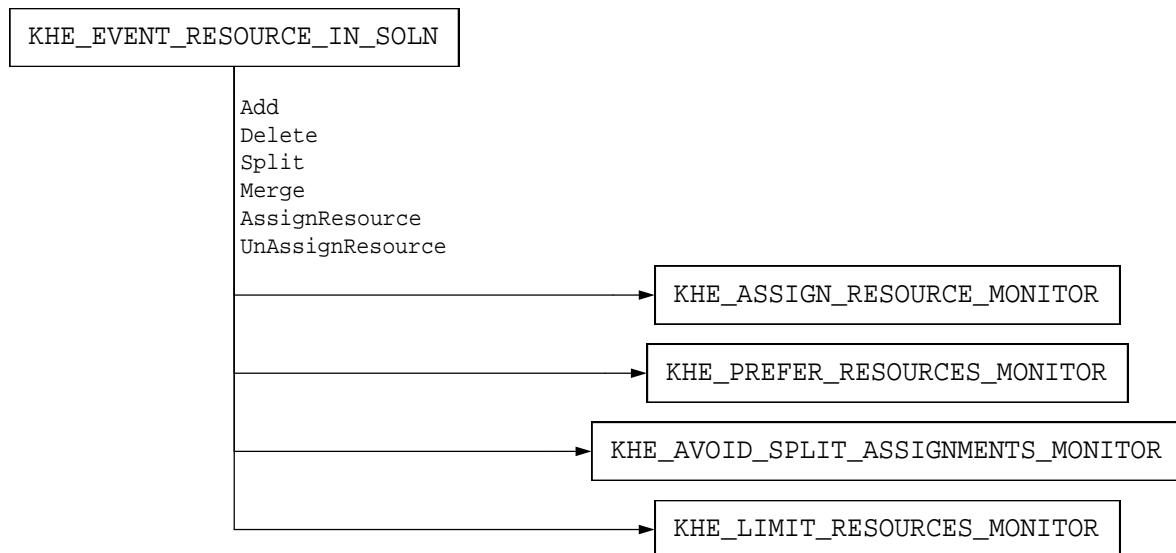 KHE_EVENT_RESOURCE_IN_SOLN
Add
Delete
Split
Merge
AssignResource
UnAssignResource
KHE_ASSIGN_RESOURCE_MONITOR
KHE_PREFER_RESOURCES_MONITOR
KHE_AVOID_SPLIT_ASSIGNMENTS_MONITOR
KHE_LIMIT_RESOURCES_MONITOR